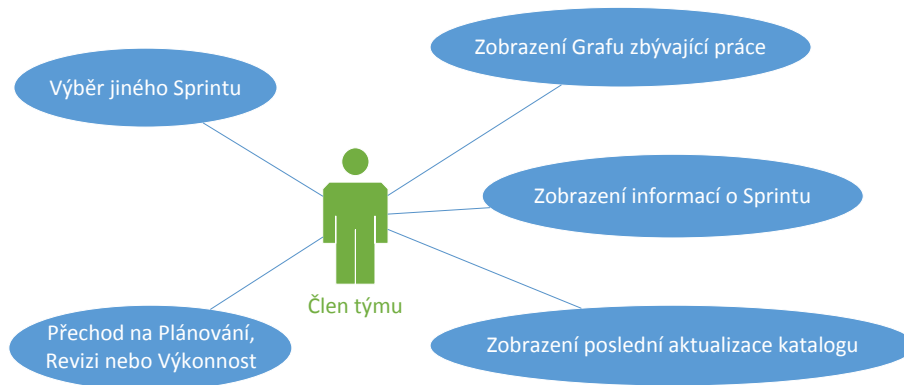 Zobrazení Grafu zbývající práce
Výběr jiného Sprintu
Zobrazení informací o Sprintu
Člen týmu
Přechod na Plánování,
Revizi nebo Výkonnost
Zobrazení poslední aktualizace katalogu